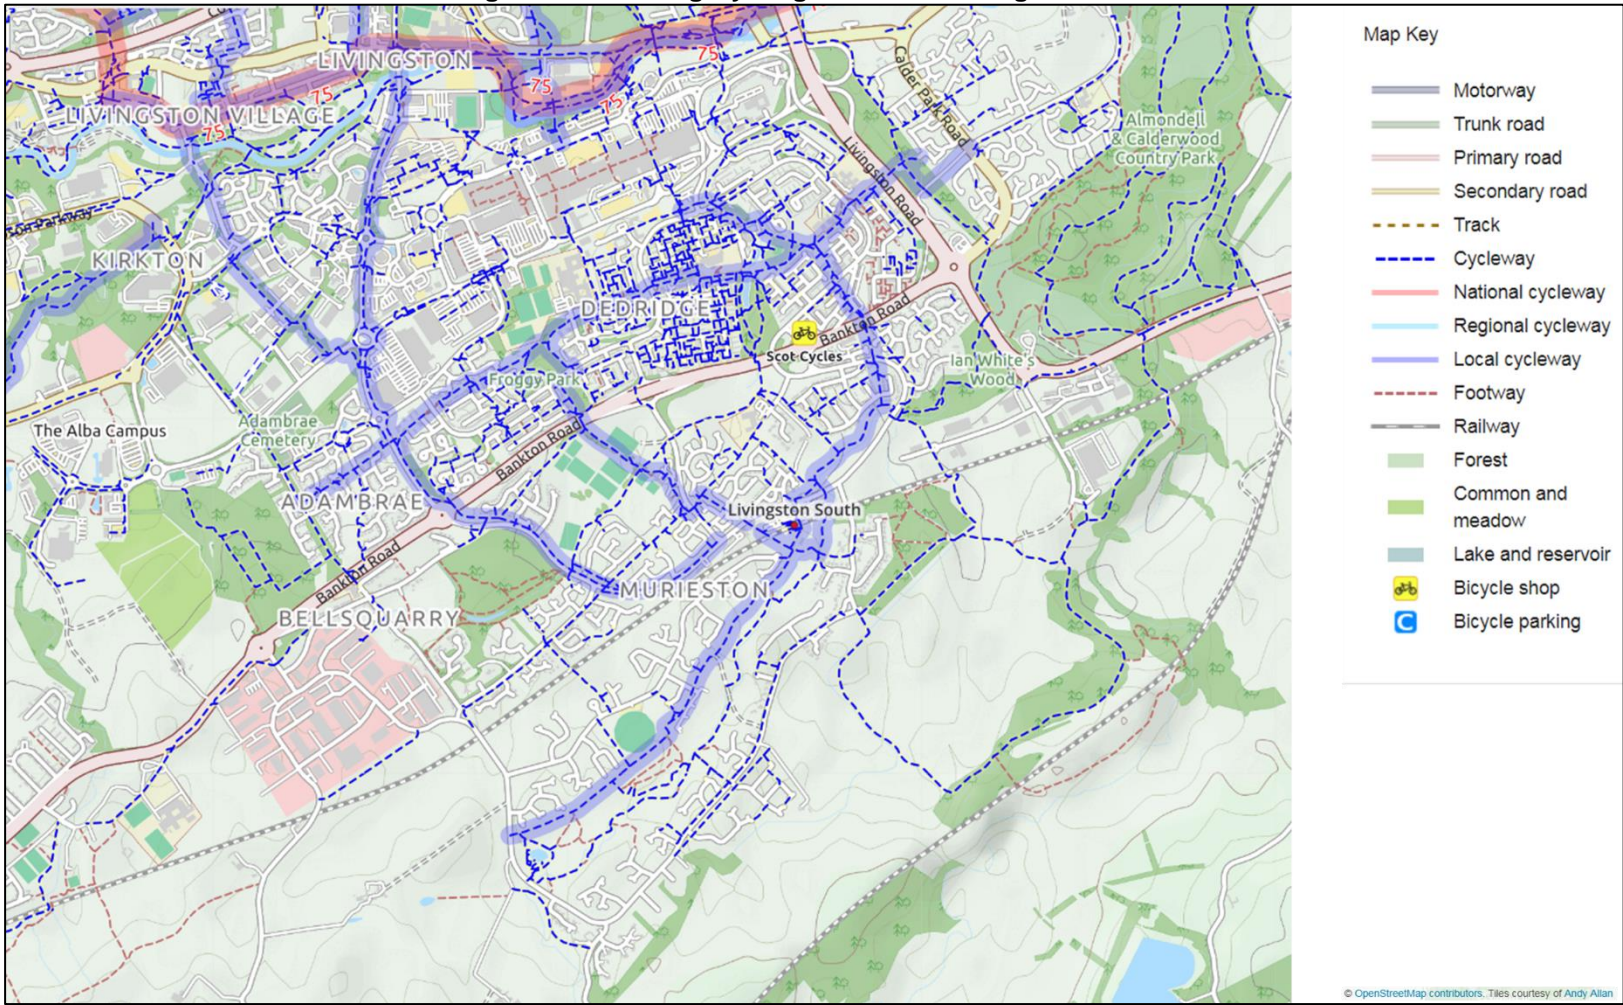 LIVINGSTON
75
75
75
75
75
LIVINGSTON VILLAGE
Calder Park Road
Almondell
& Calderwood
Country Park
Livingston Road
KIRKTON
DEDRIDGE
Bankton Road
Scot Cycles
Ian White's
Wood
Froggy Park
Adambrae
Cemetery
The Alba Campus
Bankton Road
ADAMBRAE
Livingston South
Bankton Road
MURIESTON
BELLSQUARRY
Map Key
Motorway
Trunk road
Primary road
Secondary road
Track
Cycleway
National cycleway
Regional cycleway
Local cycleway
Footway
Railway
Forest
Common and
meadow
Lake and reservoir
Bicycle shop
C
Bicycle parking
© OpenStreetMap contributors. Tiles courtesy of Andy Allan